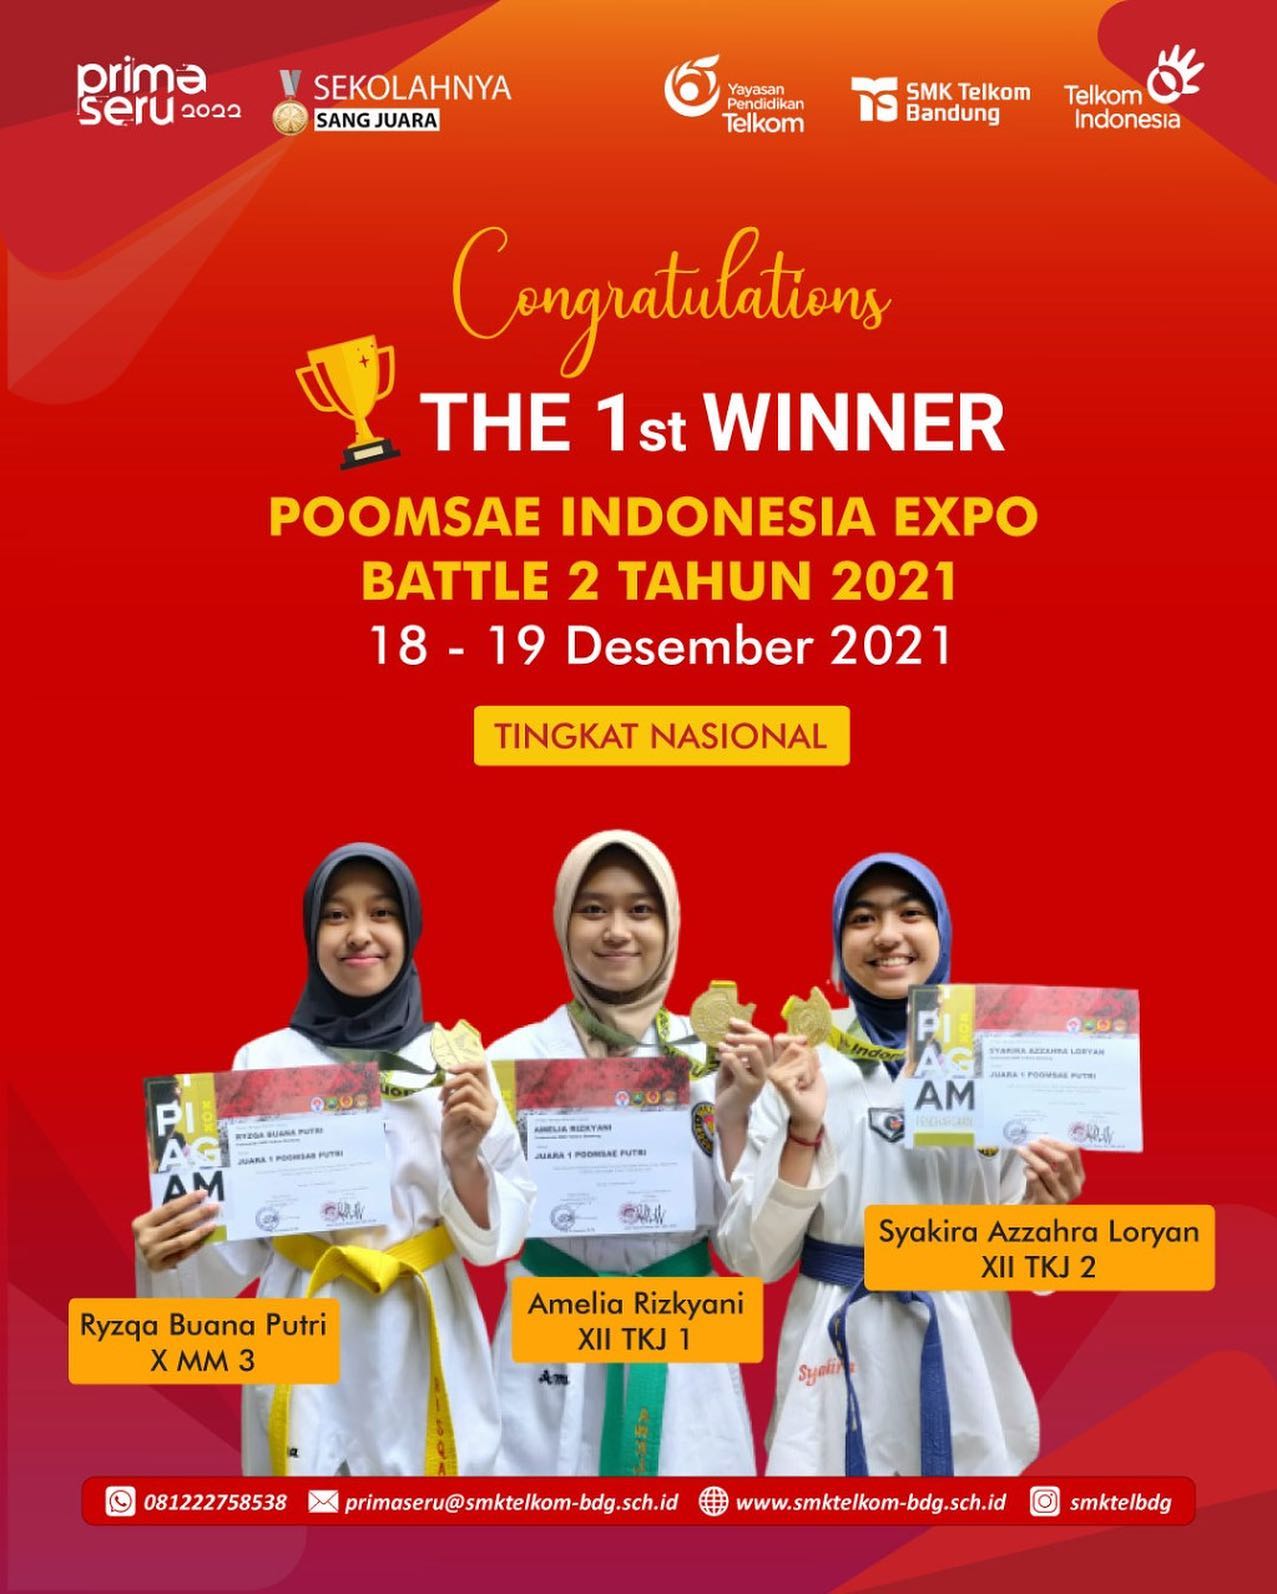 prima
seru 2022
SEKOLAHNYA
SANG JUARA
Yayasan
Pendidikan
Telkom
SMK Telkom
Bandung
Telkom
Indonesia
Congratulations
THE 1st WINNER
POOMSAE INDONESIA EXPO
BATTLE 2 TAHUN 2021
18 - 19 Desember 2021
TINGKAT NASIONAL
PI
AG
AM
PENGHARGAAN
SYAKIRA AZZAHRA LORYAN
JUARA 1 POOMSAE PUTRI
PI
AG
AM
RYZQA BUANA PUTRI
JUARA 1 POOMSAE PUTRI
AMELIA RIZKYANI
JUARA 1 POOMSAE PUTRI
Syakira Azzahra Loryan
XII TKJ 2
Amelia Rizkyani
XII TKJ 1
Ryzqa Buana Putri
X MM 3
Syakira
081222758538
primaseru@smktelkom-bdg.sch.id
www.smktelkom-bdg.sch.id
smktelbdg